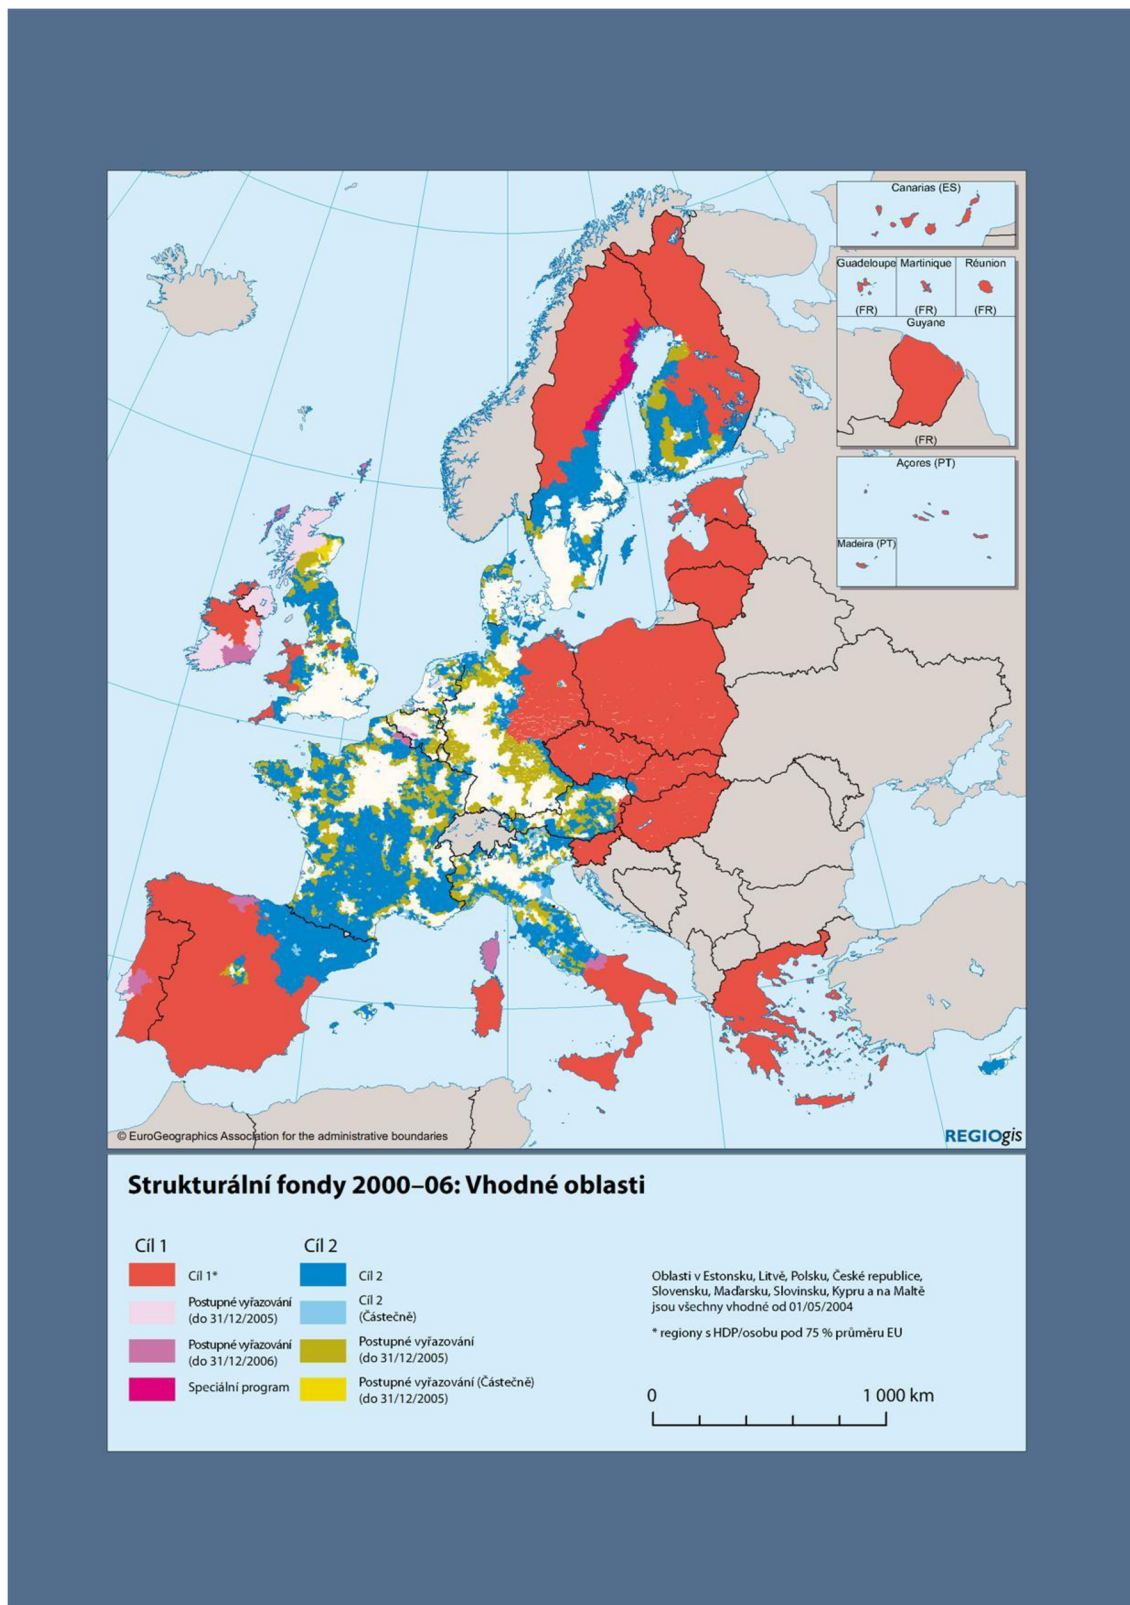 Canarias (ES)
Guadeloupe
Martinique
Réunion
(FR)
(FR)
(FR)
Guyane
(FR)
Açores (PT)
Madeira (PT)
© EuroGeographics Association for the administrative boundaries
REGIOgis
Strukturální fondy 2000–06: Vhodné oblasti
Cíl 1
Cíl 1*
Postupné vyřazování
(do 31/12/2005)
Postupné vyřazování
(do 31/12/2006)
Speciální program
Cíl 2
Cíl 2
Cíl 2
(Částečně)
Postupné vyřazování
(do 31/12/2005)
Postupné vyřazování (Částečně)
(do 31/12/2005)
Oblasti v Estonsku, Litvě, Polsku, České republice,
Slovensku, Maďarsku, Slovinsku, Kypru a na Maltě
jsou všechny vhodné od 01/05/2004
* regiony s HDP/osobu pod 75 % průměru EU
0 1 000 km